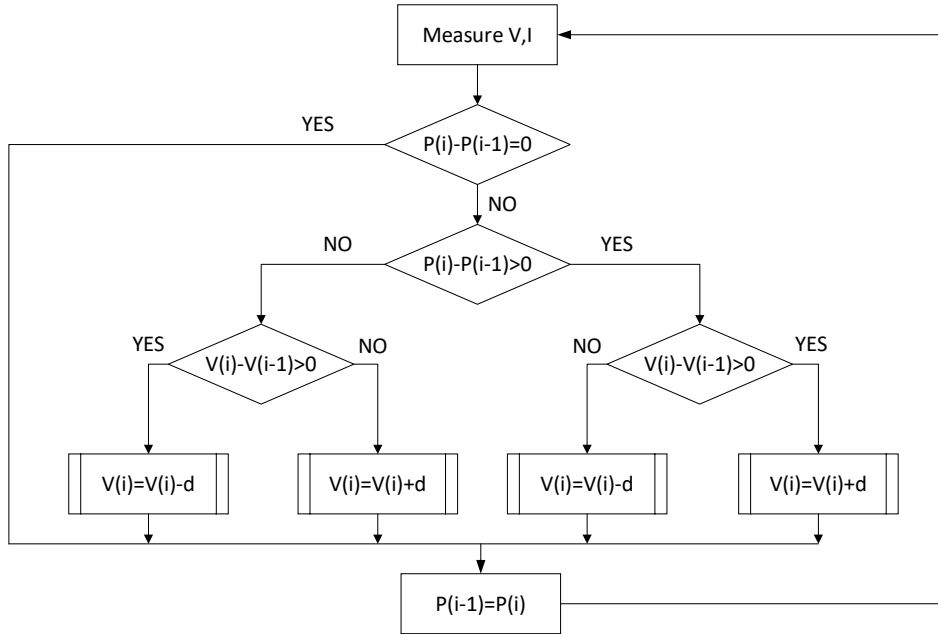 Measure V,I
YES
P(i)-P(i-1)=0
NO
NO
P(i)-P(i-1)>0
YES
YES
V(i)-V(i-1)>0
NO
NO
V(i)-V(i-1)>0
YES
V(i)=V(i)-d
V(i)=V(i)+d
V(i)=V(i)-d
V(i)=V(i)+d
P(i-1)=P(i)